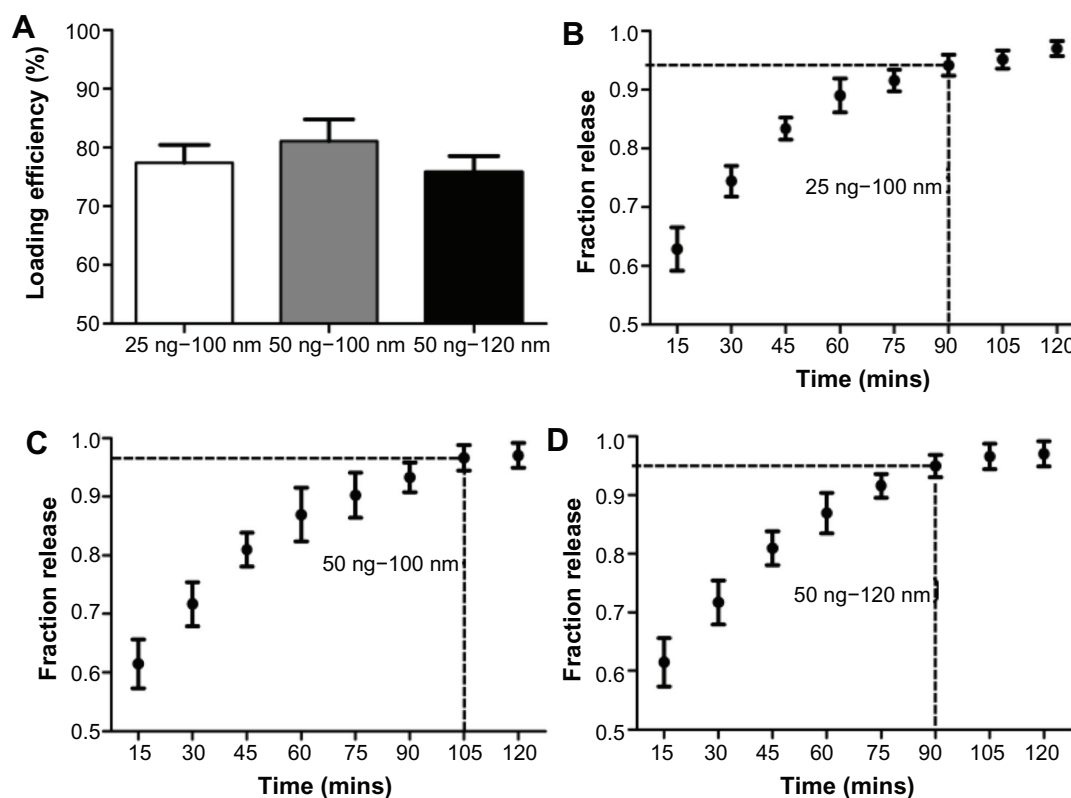 A
Loading efficiency (%)
100
90
80
70
60
50
25 ng–100 nm 50 ng–100 nm 50 ng–120 nm
B
Fraction release
1.0
0.9
0.8
0.7
0.6
0.5
25 ng–100 nm
15 30 45 60 75 90 105 120
Time (mins)
C
Fraction release
1.0
0.9
0.8
0.7
0.6
0.5
50 ng–100 nm
15 30 45 60 75 90 105 120
Time (mins)
D
Fraction release
1.0
0.9
0.8
0.7
0.6
0.5
50 ng–120 nm
15 30 45 60 75 90 105 120
Time (mins)